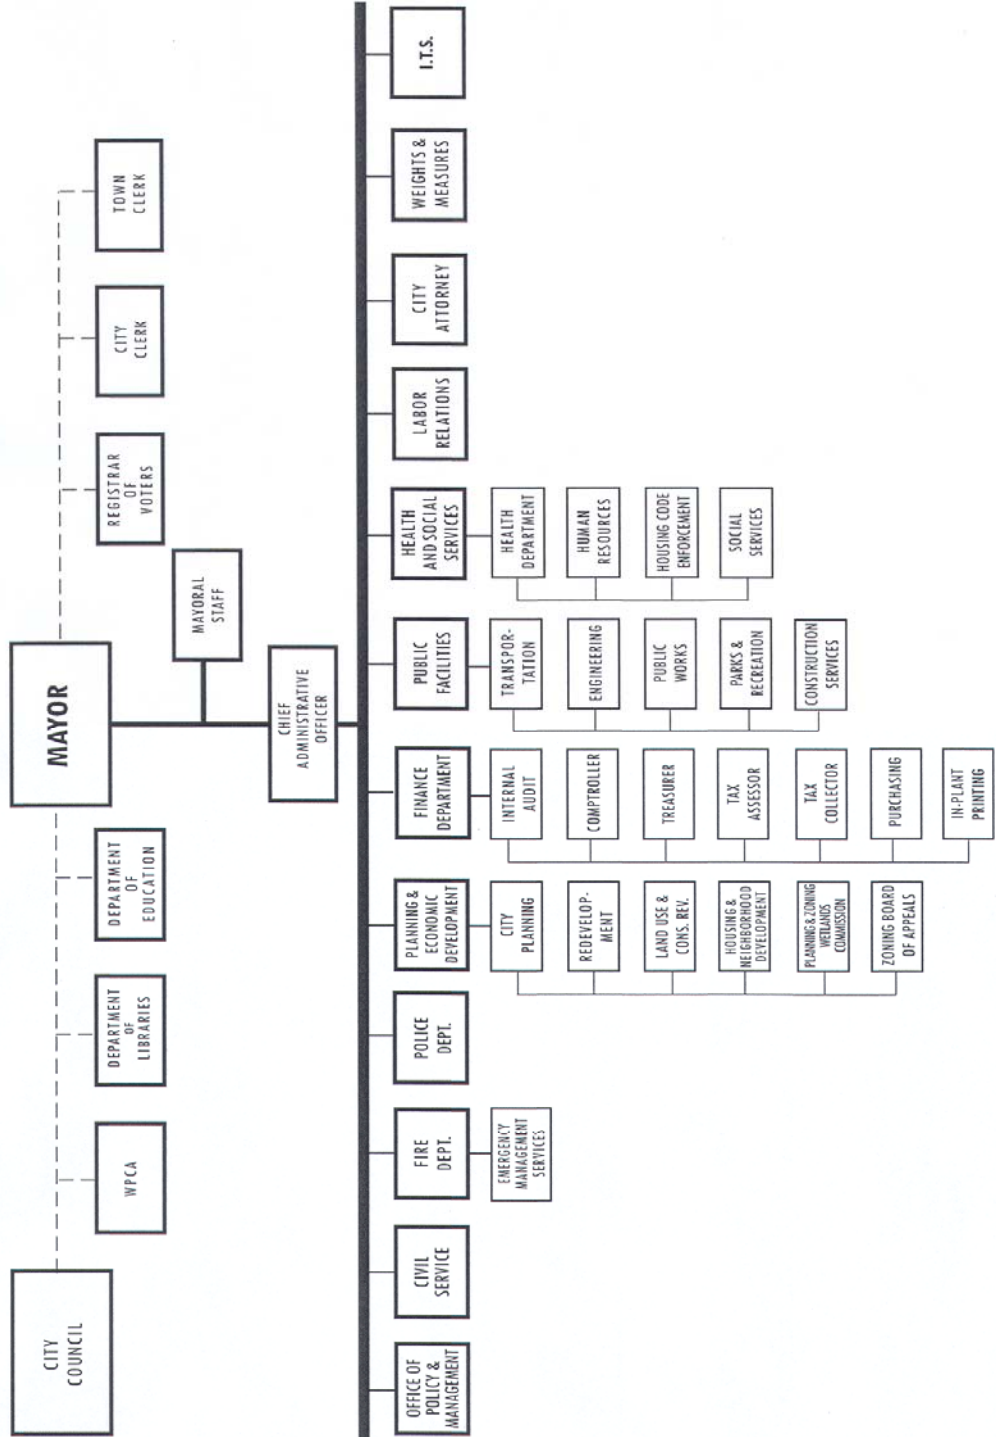 CITY
COUNCIL
MAYOR
WPCA
DEPARTMENT
OF
LIBRARIES
DEPARTMENT
OF
EDUCATION
REGISTRAR
OF
VOTERS
CITY
CLERK
TOWN
CLERK
MAYORAL
STAFF
CHIEF
ADMINISTRATIVE
OFFICER
OFFICE OF
POLICY &
MANAGEMENT
CIVIL
SERVICE
FIRE
DEPT.
POLICE
DEPT.
PLANNING &
ECONOMIC
DEVELOPMENT
FINANCE
DEPARTMENT
PUBLIC
FACILITIES
HEALTH
AND SOCIAL
SERVICES
LABOR
RELATIONS
CITY
ATTORNEY
WEIGHTS &
MEASURES
I.T.S.
EMERGENCY
MANAGEMENT
SERVICES
CITY
PLANNING
REDEVELOP-
MENT
LAND USE &
CONS. REV.
HOUSING &
NEIGHBORHOOD
DEVELOPMENT
PLANNING & ZONING
WETLANDS
COMMISSION
ZONING BOARD
OF APPEALS
INTERNAL
AUDIT
COMPTROLLER
TREASURER
TAX
ASSESSOR
TAX
COLLECTOR
PURCHASING
IN-PLANT
PRINTING
TRANSPOR-
TATION
ENGINEERING
PUBLIC
WORKS
PARKS &
RECREATION
CONSTRUCTION
SERVICES
HEALTH
DEPARTMENT
HUMAN
RESOURCES
HOUSING CODE
ENFORCEMENT
SOCIAL
SERVICES